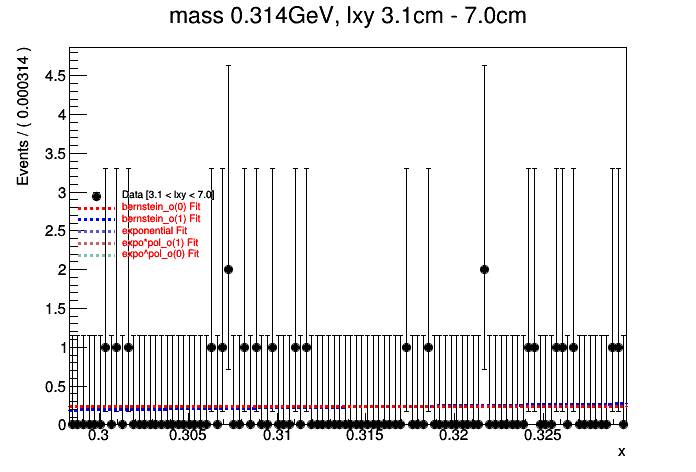 mass 0.314GeV, lxy 3.1cm - 7.0cm
Events / ( 0.000314 )
4.5
4
3.5
3
2.5
2
1.5
1
0.5
0
Data [3.1 < lxy < 7.0]
bernstein_o(0) Fit
bernstein_o(1) Fit
exponential Fit
expo*pol_o(1) Fit
expo^pol_o(0) Fit
0.3 0.305 0.31 0.315 0.32 0.325
x